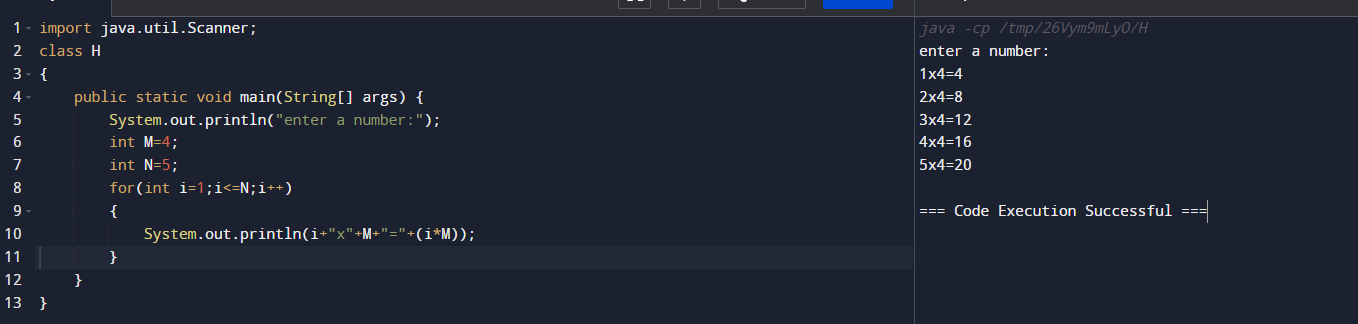 1 import java.util.Scanner;
2 class H
3 {
4     public static void main(String[] args) {
5         System.out.println("enter a number:");
6         int M=4;
7         int N=5;
8         for(int i=1;i<=N;i++)
9         {
10             System.out.println(i+"x"+M+"="+(i*M));
11         }
12     }
13 }
java -cp /tmp/26Vym9mLyO/H
enter a number:
1x4=4
2x4=8
3x4=12
4x4=16
5x4=20
=== Code Execution Successful ===